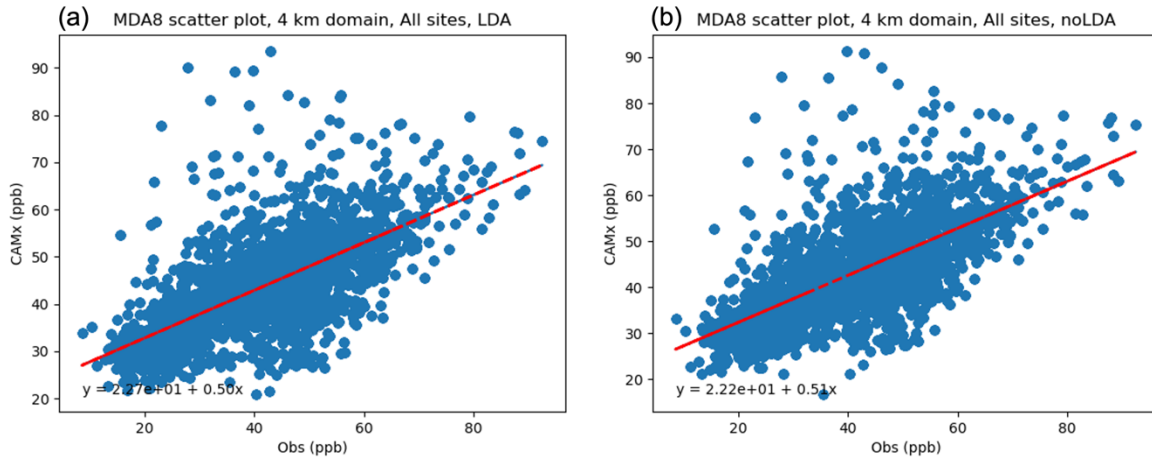 (a) MDA8 scatter plot, 4 km domain, All sites, LDA
90
80
70
60
50
40
30
20
CAMx (ppb)
y = 2.27e+01 + 0.50x
20 40 60 80
Obs (ppb)
(b) MDA8 scatter plot, 4 km domain, All sites, noLDA
90
80
70
60
50
40
30
20
CAMx (ppb)
y = 2.22e+01 + 0.51x
20 40 60 80
Obs (ppb)